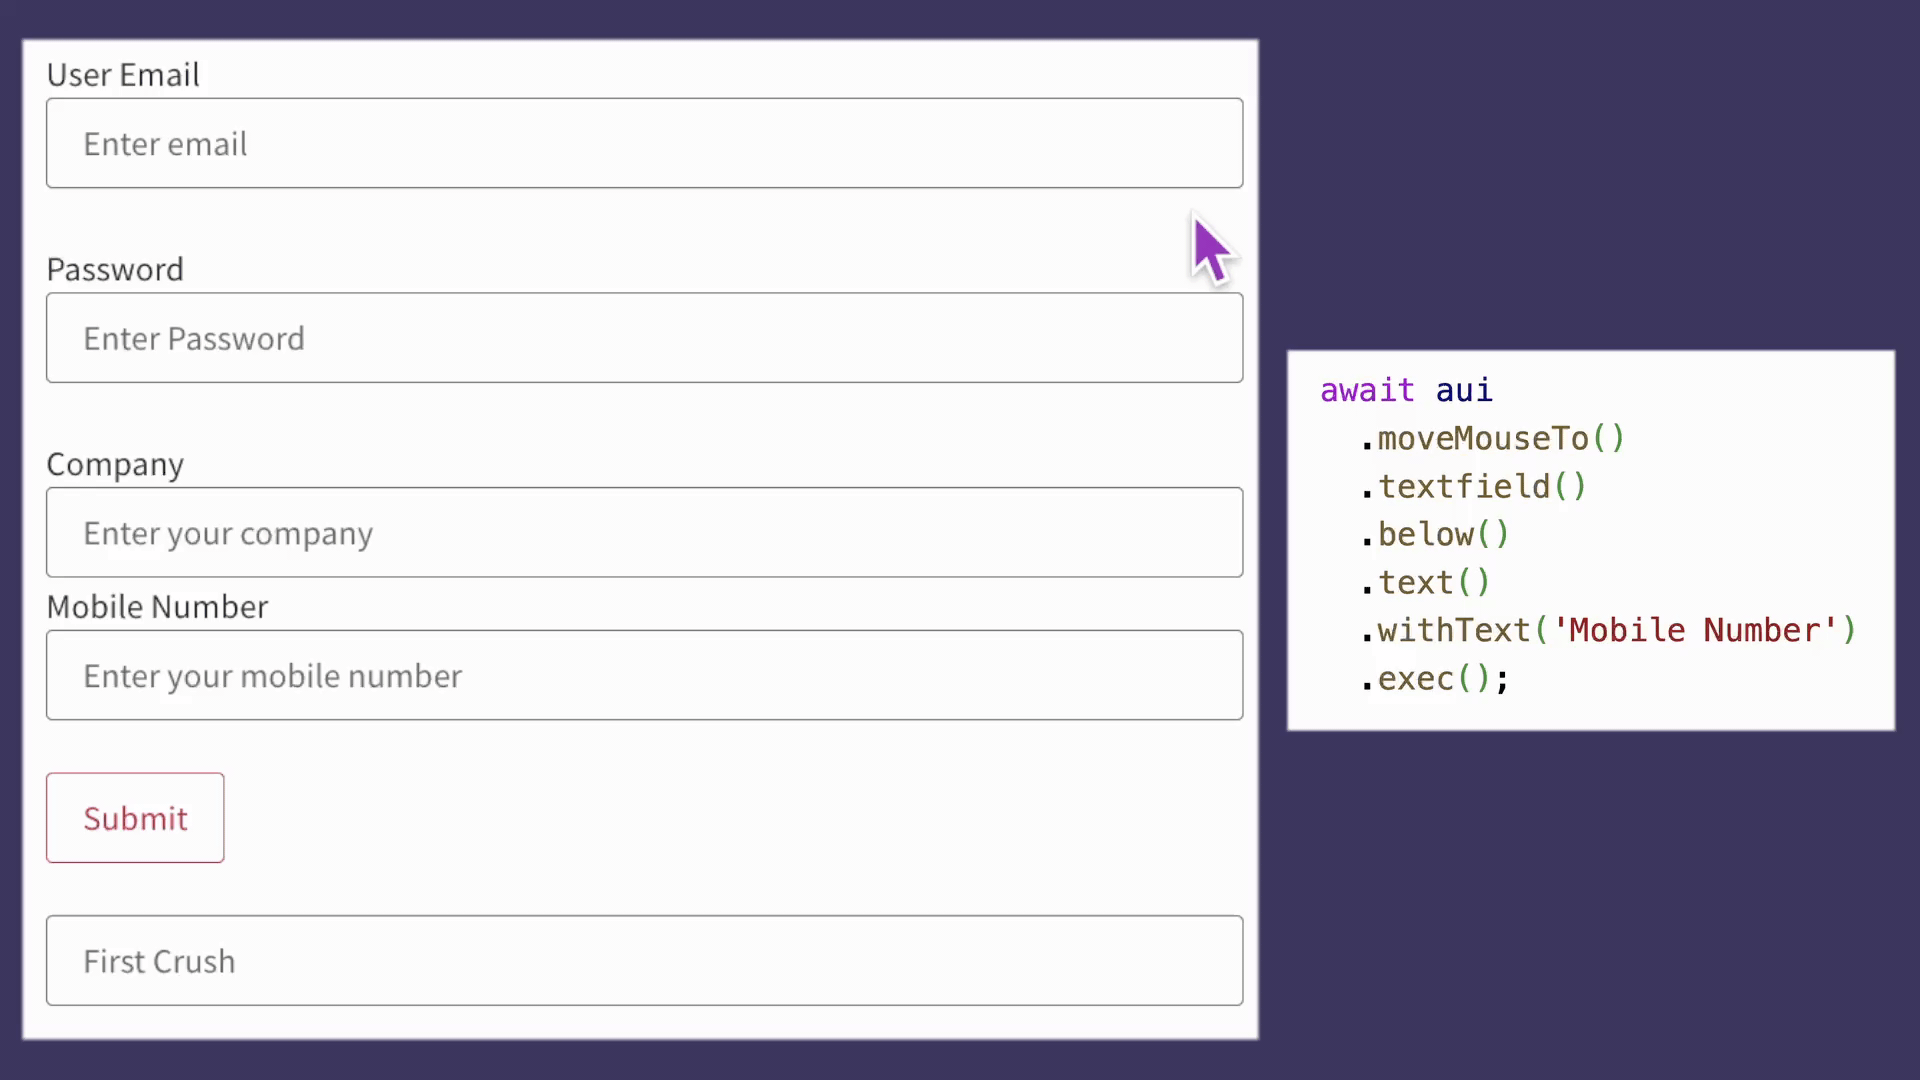 User Email
Enter email
Password
Enter Password
Company
Enter your company
Mobile Number
Enter your mobile number
Submit
First Crush
await aui
.moveMouseTo()
.textfield()
.below()
.text()
.withText('Mobile Number')
.exec();